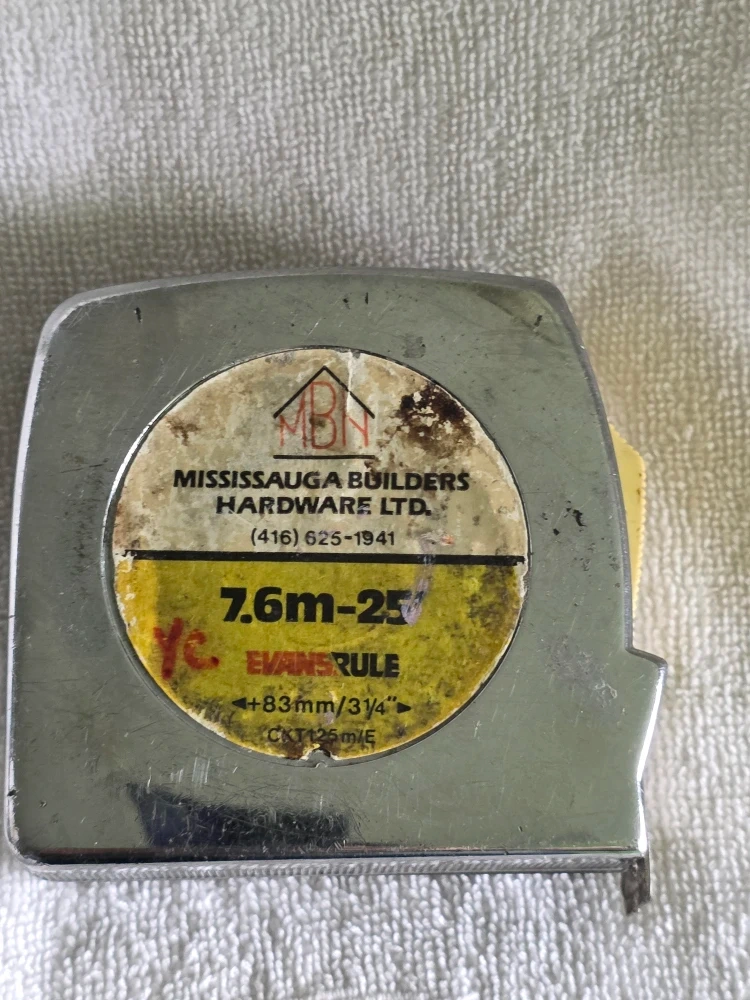 MBH
MISSISSAUGA BUILDERS
HARDWARE LTD.
(416) 625-1941
7.6m-25'
YC
EVANSRULE
◄+83mm/3¼"►
CKT125m/E